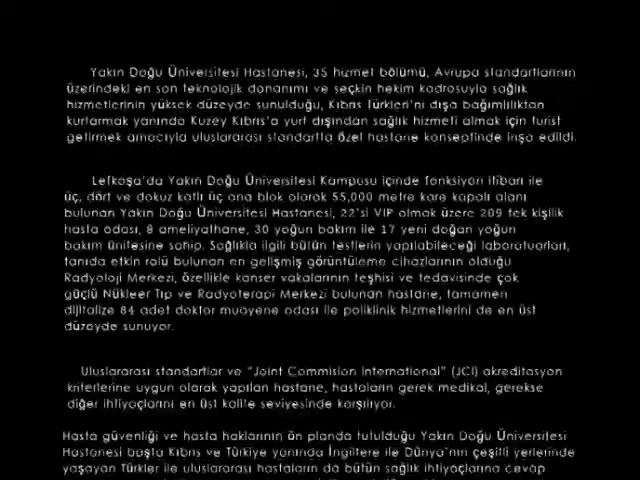 Yakın Doğu Üniversitesi Hastanesi, 35 hizmet bölümü, Avrupa standartlarının
üzerindeki en son teknolojik donanımı ve seçkin hekim kadrosuyla sağlık
hizmetlerinin yüksek düzeyde sunulduğu, Kıbrıs Türkleri'ni dışa bağımlılıktan
kurtarmak yanında Kuzey Kıbrıs'a yurt dışından sağlık hizmeti almak için turist
getirmek amacıyla uluslararası standartta özel hastane konseptinde inşa edildi.
Lefkoşa'da Yakın Doğu Üniversitesi Kampusu içinde fonksiyon itibarı ile
üç, dört ve dokuz katlı üç ana blok olarak 55,000 metre kare kapalı alanı
bulunan Yakın Doğu Üniversitesi Hastanesi, 22'si VIP olmak üzere 209 tek kişilik
hasta odası, 8 ameliyathane, 30 yoğun bakım ile 17 yeni doğan yoğun
bakım ünitesine sahip. Sağlıkla ilgili bütün testlerin yapılabileceği laboratuarları,
tanıda etkin rolü bulunan en gelişmiş görüntüleme cihazlarının olduğu
Radyoloji Merkezi, özellikle kanser vakalarının teşhisi ve tedavisinde çok
güçlü Nükleer Tıp ve Radyoterapi Merkezi bulunan hastane, tamamen
dijitalize 84 adet doktor muayene odası ile poliklinik hizmetlerini de en üst
düzeyde sunuyor.
Uluslararası standartlar ve "Joint Commision International" (JCI) akreditasyon
kriterlerine uygun olarak yapılan hastane, hastaların gerek medikal, gerekse
diğer ihtiyaçlarını en üst kalite seviyesinde karşılıyor.
Hasta güvenliği ve hasta haklarının ön planda tutulduğu Yakın Doğu Üniversitesi
Hastanesi başta Kıbrıs ve Türkiye yanında İngiltere ile Dünya'nın çeşitli yerlerinde
yaşayan Türkler ile uluslararası hastaların da bütün sağlık ihtiyaçlarına cevap